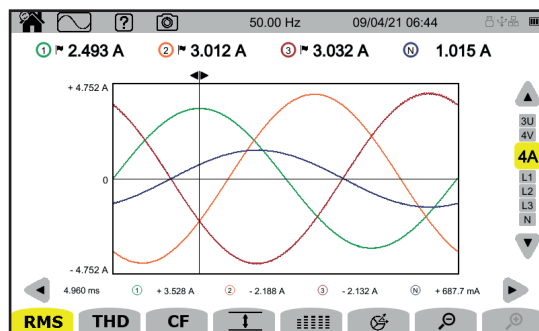 ? 50.00 Hz 09/04/21 06:44
1 2.493 A 2 3.012 A 3 3.032 A N 1.015 A
+ 4.752 A
0
- 4.752 A
3U
4V
4A
L1
L2
L3
N
4.960 ms 1 + 3.528 A 2 - 2.188 A 3 - 2.132 A N + 687.7 mA
RMS THD CF